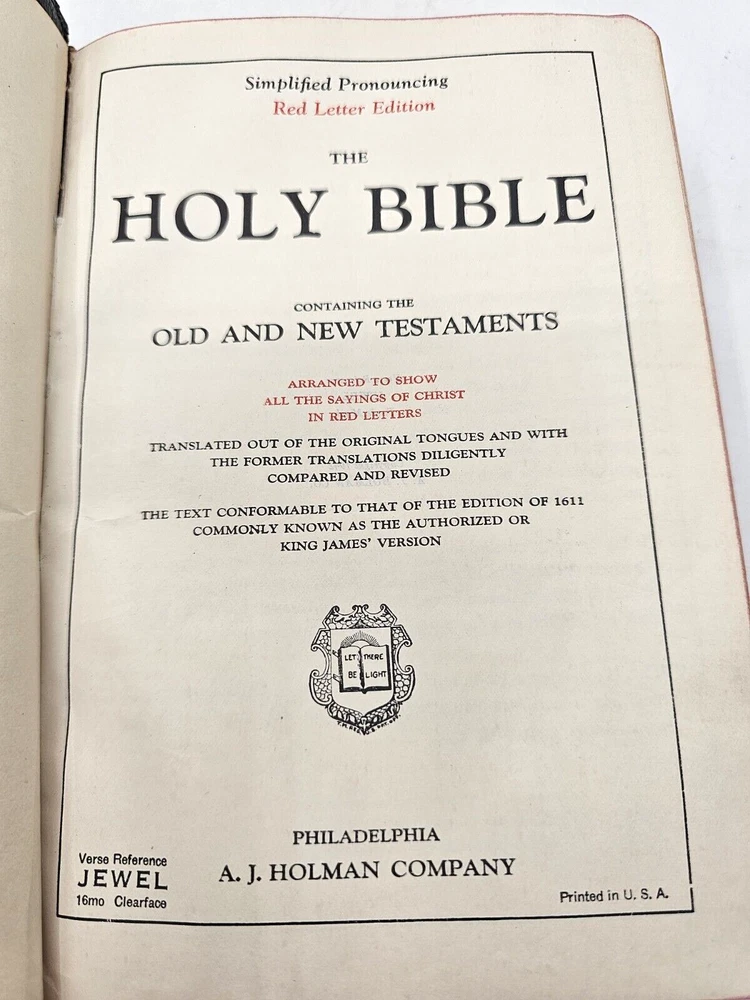 Simplified Pronouncing
Red Letter Edition
THE
HOLY BIBLE
CONTAINING THE
OLD AND NEW TESTAMENTS
ARRANGED TO SHOW
ALL THE SAYINGS OF CHRIST
IN RED LETTERS
TRANSLATED OUT OF THE ORIGINAL TONGUES AND WITH
THE FORMER TRANSLATIONS DILIGENTLY
COMPARED AND REVISED
THE TEXT CONFORMABLE TO THAT OF THE EDITION OF 1611
COMMONLY KNOWN AS THE AUTHORIZED OR
KING JAMES' VERSION
LET THERE
BE LIGHT
PHILADELPHIA
A. J. HOLMAN COMPANY
Verse Reference
JEWEL
16mo Clearface
Printed in U. S. A.